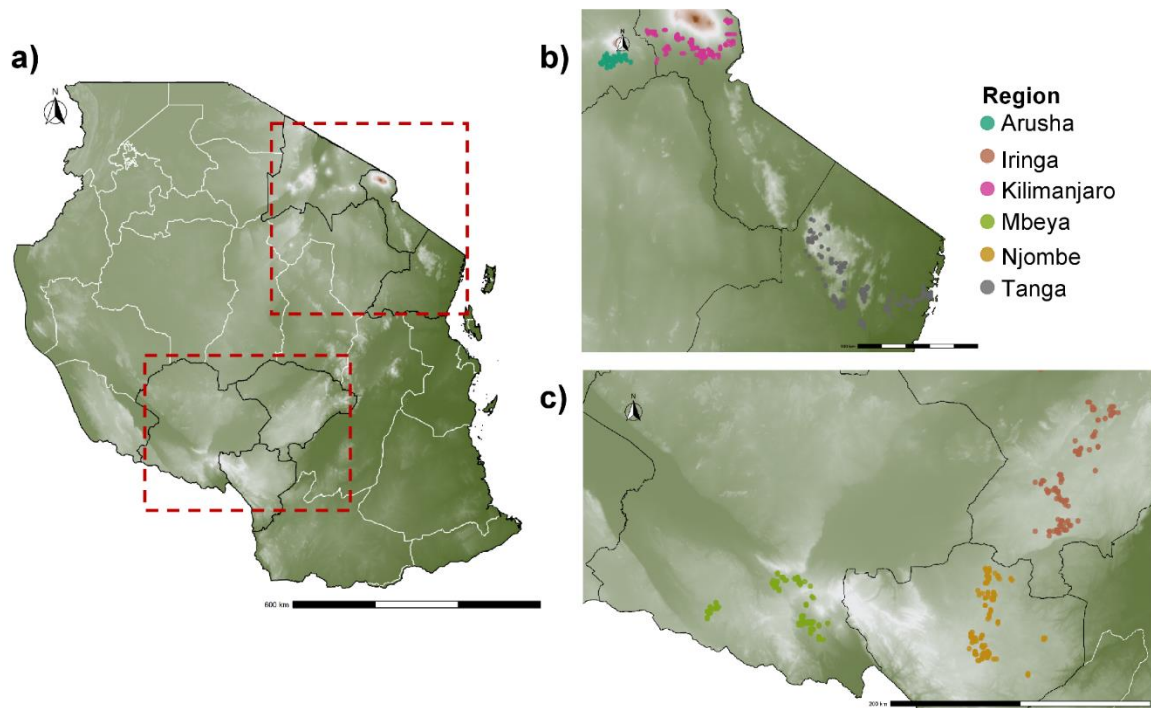 a)
N
600 km
b)
Region
Arusha
Iringa
Kilimanjaro
Mbeya
Njombe
Tanga
c)
200 km